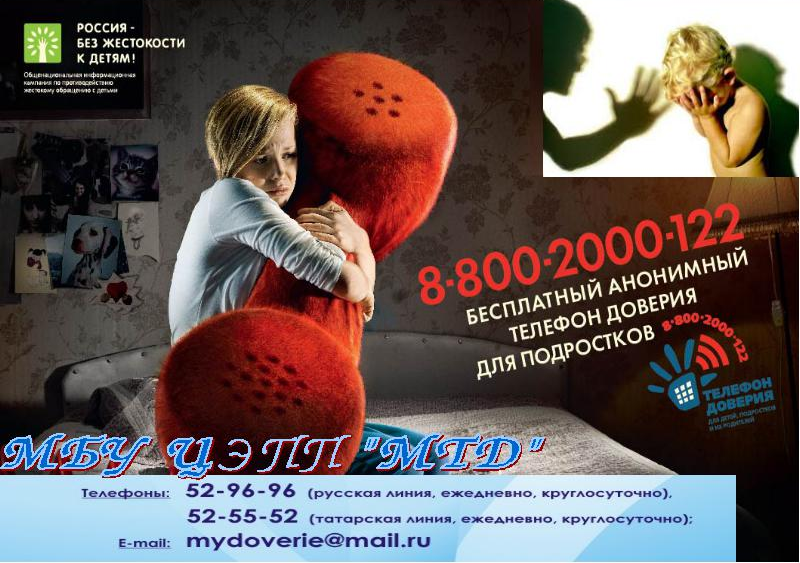 РОССИЯ -
БЕЗ ЖЕСТОКОСТИ
К ДЕТЯМ!
Общенациональная информационная
кампания по противодействию
жестокому обращению с детьми
8-800-2000-122
БЕСПЛАТНЫЙ АНОНИМНЫЙ
ТЕЛЕФОН ДОВЕРИЯ
ДЛЯ ПОДРОСТКОВ
8-800-2000-122
ТЕЛЕФОН
ДОВЕРИЯ
ДЛЯ ДЕТЕЙ, ПОДРОСТКОВ
И ИХ РОДИТЕЛЕЙ
МБУ ЦЭПП "МТД"
Телефоны: 52-96-96 (русская линия, ежедневно, круглосуточно),
52-55-52 (татарская линия, ежедневно, круглосуточно);
E-mail: mydoverie@mail.ru